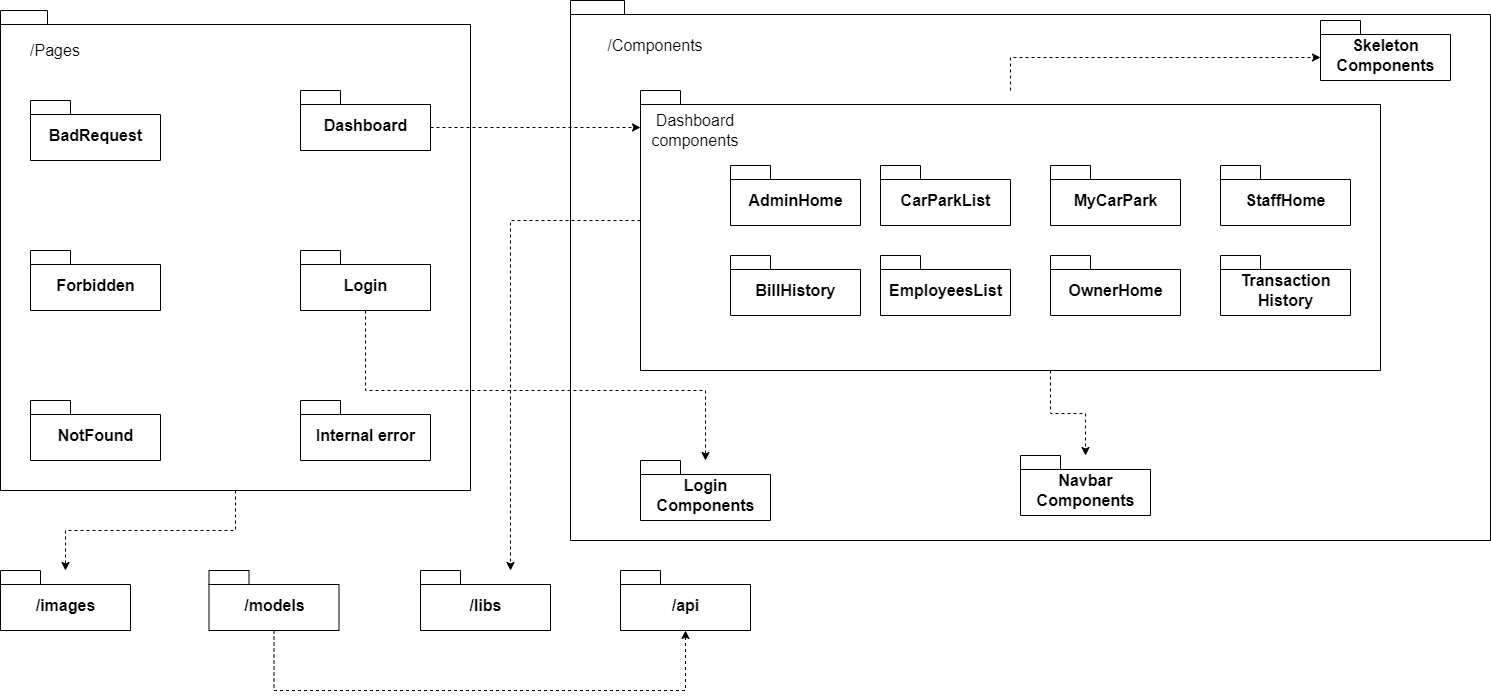 /Pages
BadRequest
Dashboard
Forbidden
Login
NotFound
Internal error
/Components
Skeleton
Components
Dashboard
components
AdminHome
CarParkList
MyCarPark
StaffHome
BillHistory
EmployeesList
OwnerHome
Transaction
History
Login
Components
Navbar
Components
/images
/models
/libs
/api